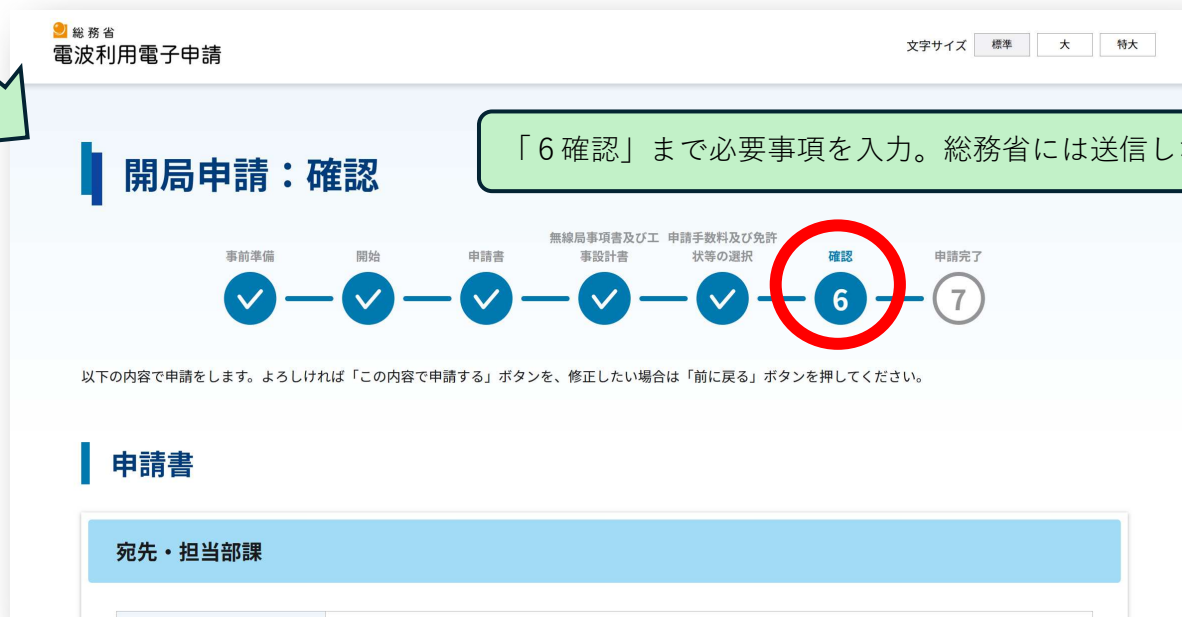 総務省
電波利用電子申請
文字サイズ 標準 大 特大
「6確認」まで必要事項を入力。総務省には送信し
開局申請：確認
事前準備
開始
申請書
無線局事項書及び工
事設計書
申請手数料及び免許
状等の選択
確認
6
申請完了
7
以下の内容で申請をします。よろしければ「この内容で申請する」ボタンを、修正したい場合は「前に戻る」ボタンを押してください。
申請書
宛先・担当部課